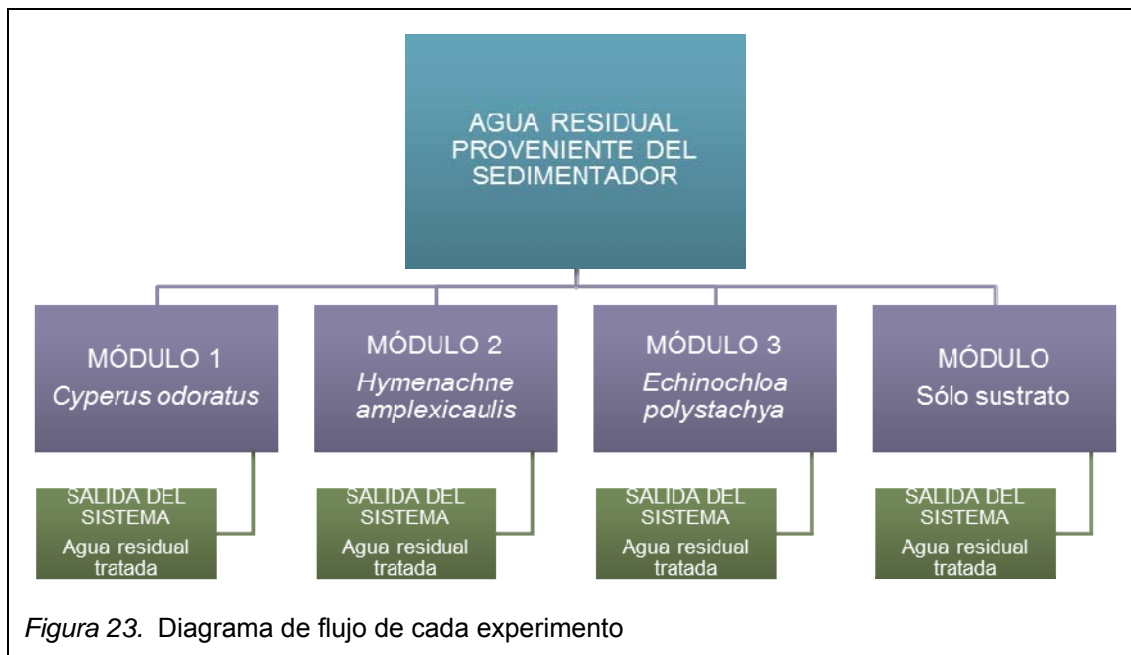 AGUA RESIDUAL
PROVENIENTE DEL
SEDIMENTADOR
MÓDULO 1
Cyperus odoratus
MÓDULO 2
Hymenachne
amplexicaulis
MÓDULO 3
Echinochloa
polystachya
MÓDULO
Sólo sustrato
SALIDA DEL
SISTEMA
Agua residual
tratada
SALIDA DEL
SISTEMA
Agua residual
tratada
SALIDA DEL
SISTEMA
Agua residual
tratada
SALIDA DEL
SISTEMA
Agua residual
tratada
Figura 23. Diagrama de flujo de cada experimento